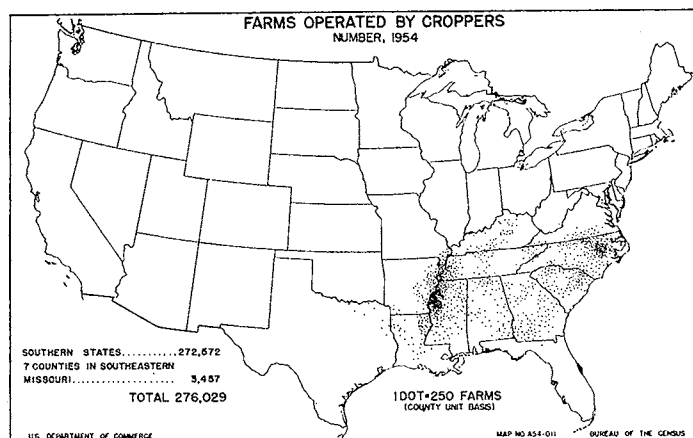 FARMS OPERATED BY CROPPERS
NUMBER, 1954
SOUTHERN STATES...........272,572
7 COUNTIES IN SOUTHEASTERN
MISSOURI.................... 3,457
TOTAL 276,029
1 DOT=250 FARMS
(COUNTY UNIT BASIS)
U.S. DEPARTMENT OF COMMERCE
MAP NO. A54-011 BUREAU OF THE CENSUS